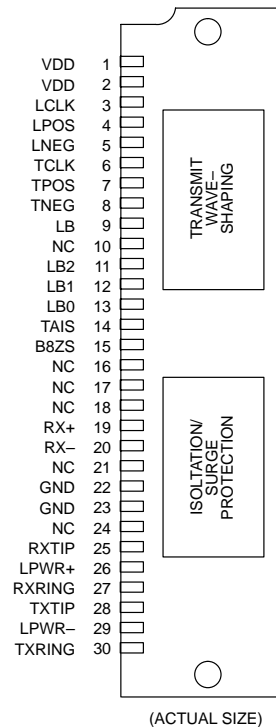 VDD 1
VDD 2
LCLK 3
LPOS 4
LNEG 5
TCLK 6
TPOS 7
TNEG 8
LB 9
NC 10
LB2 11
LB1 12
LB0 13
TAIS 14
B8ZS 15
NC 16
NC 17
NC 18
RX+ 19
RX– 20
NC 21
GND 22
GND 23
NC 24
RXTIP 25
LPWR+ 26
RXRING 27
TXTIP 28
LPWR– 29
TXRING 30
TRANSMIT
WAVE–
SHAPING
ISOLTATION/
SURGE
PROTECTION
(ACTUAL SIZE)